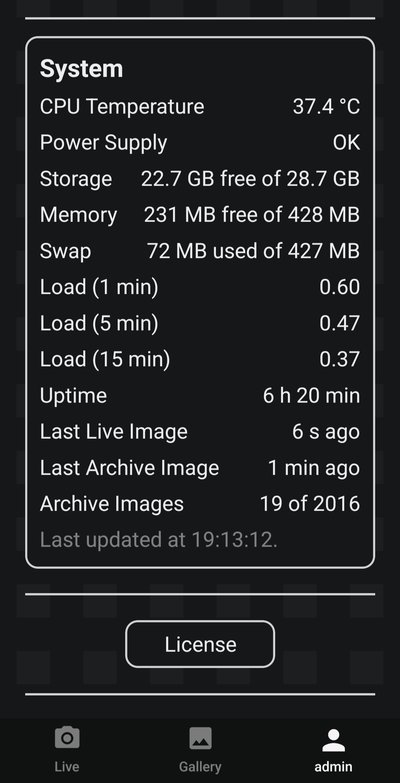 System
CPU Temperature 37.4 °C
Power Supply OK
Storage 22.7 GB free of 28.7 GB
Memory 231 MB free of 428 MB
Swap 72 MB used of 427 MB
Load (1 min) 0.60
Load (5 min) 0.47
Load (15 min) 0.37
Uptime 6 h 20 min
Last Live Image 6 s ago
Last Archive Image 1 min ago
Archive Images 19 of 2016
Last updated at 19:13:12.
License
Live Gallery admin